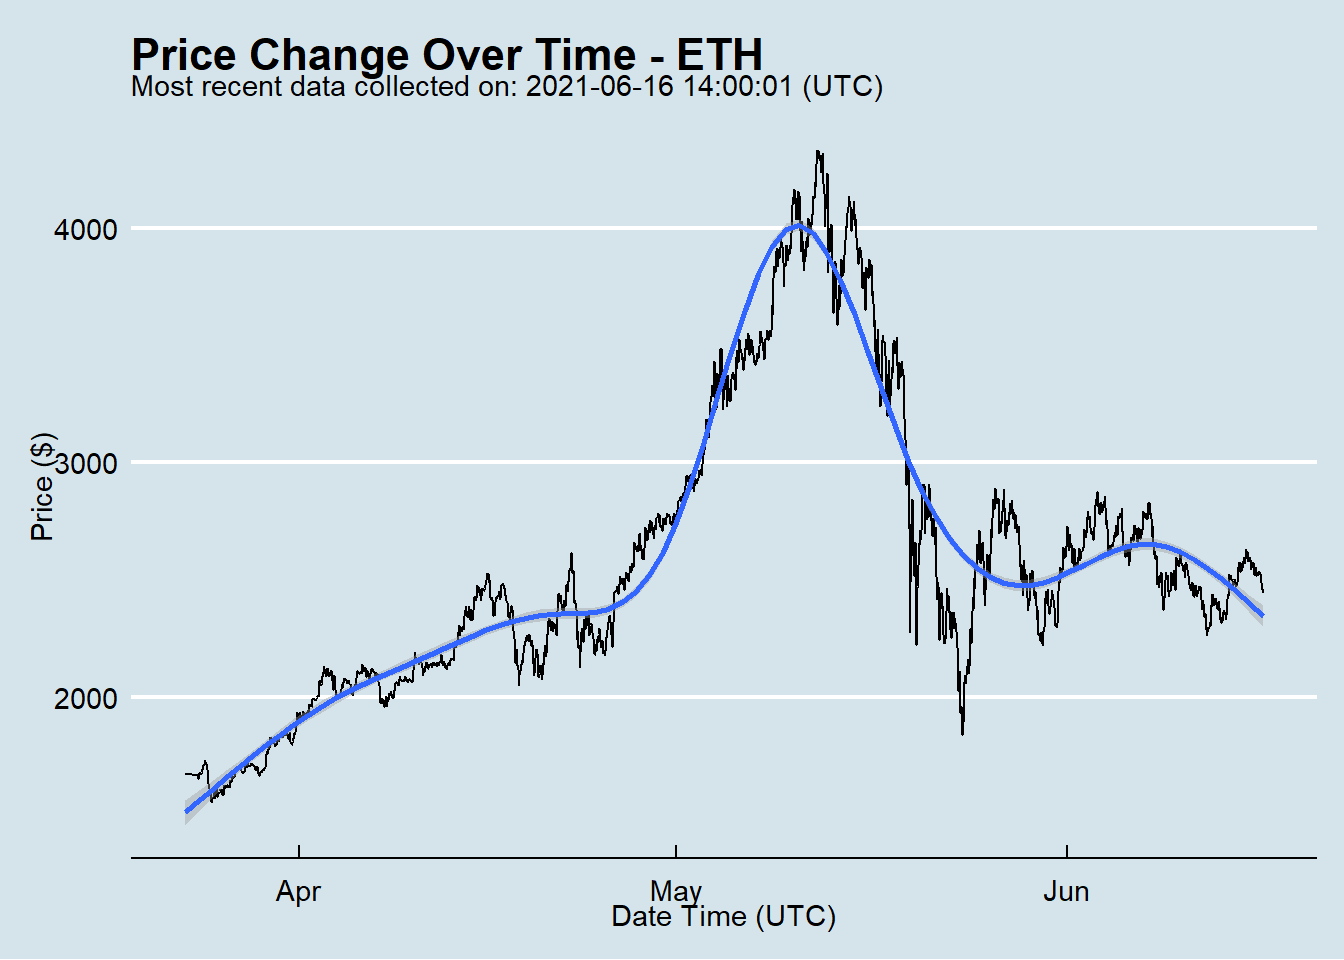 Price Change Over Time - ETH
Most recent data collected on: 2021-06-16 14:00:01 (UTC)
4000
3000
2000
Price ($)
Apr
May
Jun
Date Time (UTC)